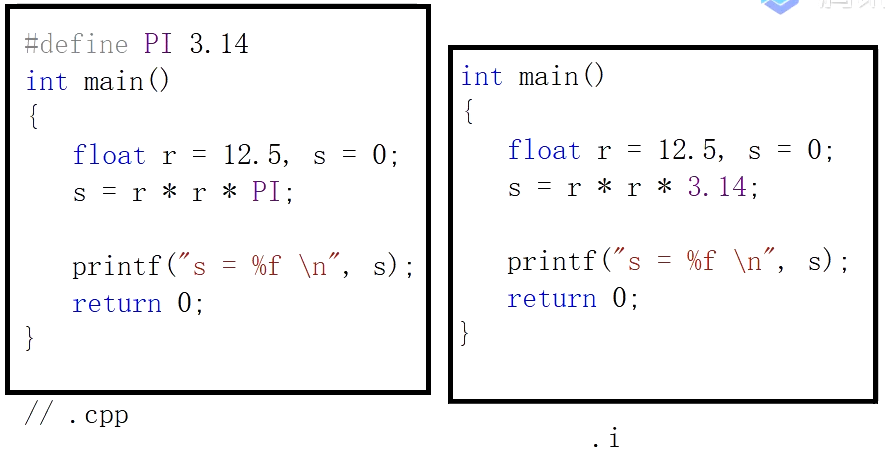 #define PI 3.14
int main()
{
float r = 12.5, s = 0;
s = r * r * PI;
printf("s = %f \n", s);
return 0;
}
// .cpp
int main()
{
float r = 12.5, s = 0;
s = r * r * 3.14;
printf("s = %f \n", s);
return 0;
}
.i